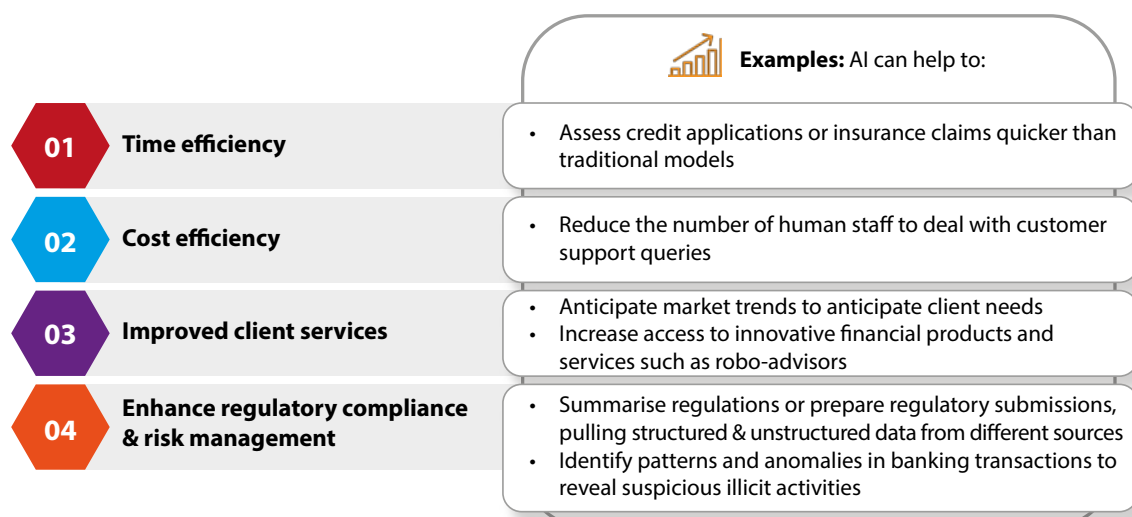 Examples: AI can help to:
01
Time efficiency
• Assess credit applications or insurance claims quicker than
traditional models
02
Cost efficiency
• Reduce the number of human staff to deal with customer
support queries
03
Improved client services
• Anticipate market trends to anticipate client needs
• Increase access to innovative financial products and
services such as robo-advisors
04
Enhance regulatory compliance
& risk management
• Summarise regulations or prepare regulatory submissions,
pulling structured & unstructured data from different sources
• Identify patterns and anomalies in banking transactions to
reveal suspicious illicit activities